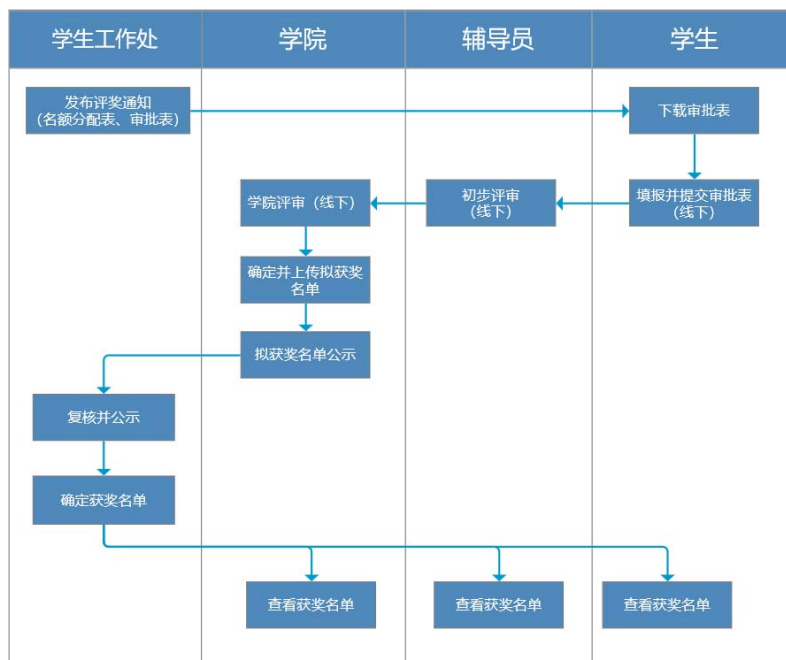 学生工作处
学院
辅导员
学生
发布评奖通知
（名额分配表、审批表）
下载审批表
学院评审（线下）
初步评审
（线下）
填报并提交审批表
（线下）
确定并上传拟获奖
名单
拟获奖名单公示
复核并公示
确定获奖名单
查看获奖名单
查看获奖名单
查看获奖名单